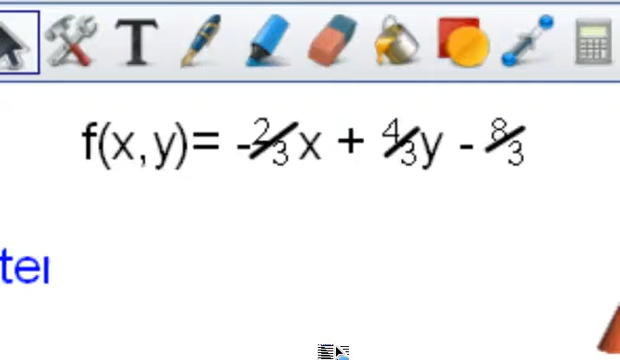 f(x,y)= -2/3x + 4/3y - 8/3